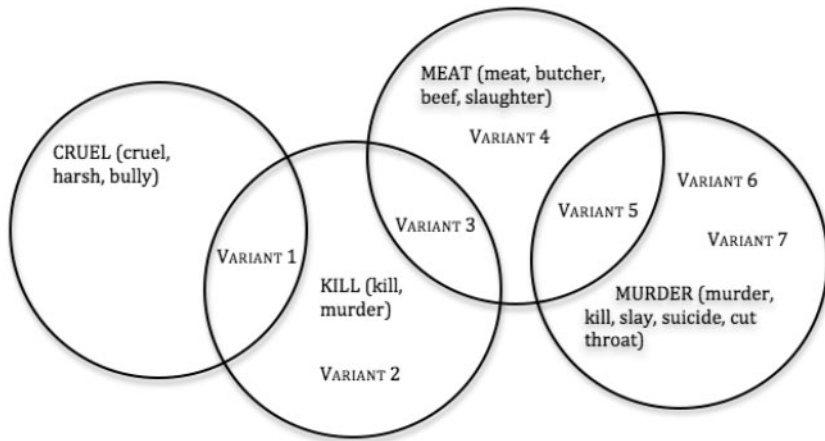 CRUEL (cruel,
harsh, bully)
VARIANT 1
KILL (kill,
murder)
VARIANT 2
VARIANT 3
MEAT (meat, butcher,
beef, slaughter)
VARIANT 4
VARIANT 5
VARIANT 6
VARIANT 7
MURDER (murder,
kill, slay, suicide, cut
throat)